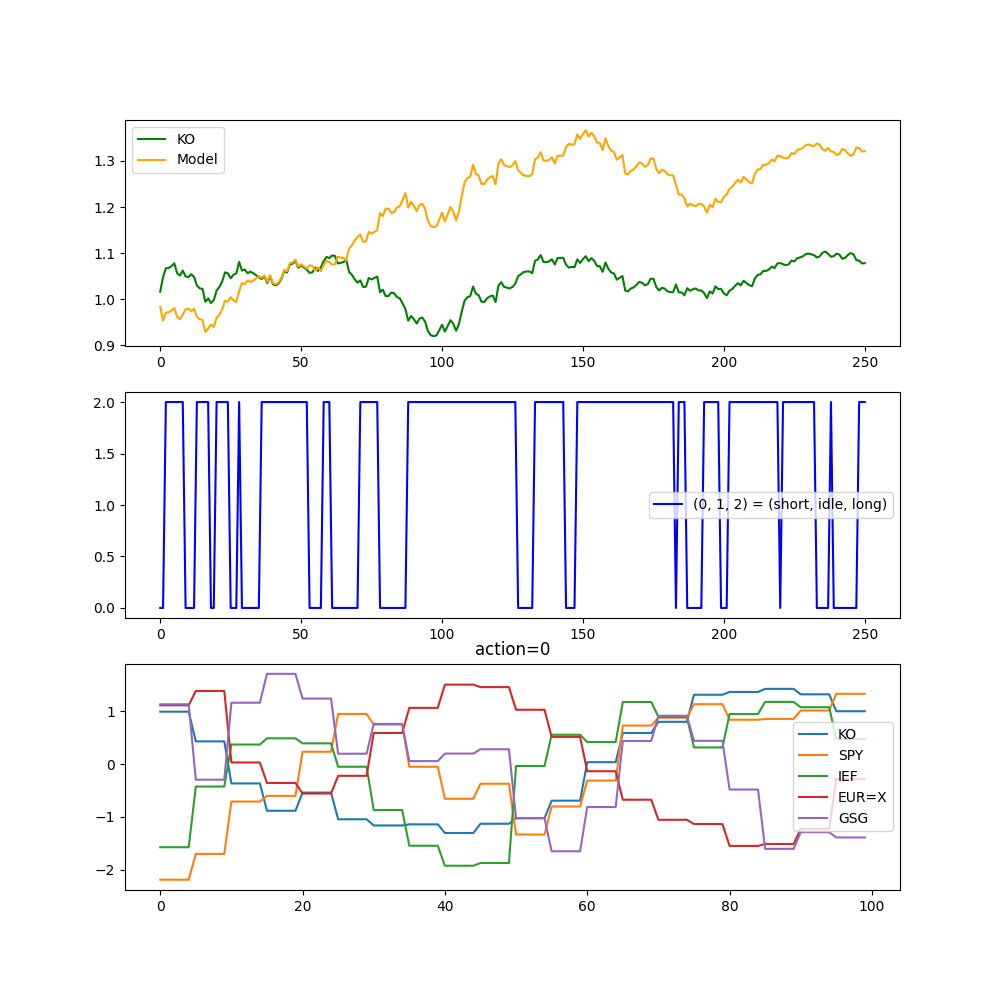 KO
Model
1.3
1.2
1.1
1.0
0.9
0 50 100 150 200 250
2.0
1.5
1.0
0.5
0.0
(0, 1, 2) = (short, idle, long)
0 50 100 150 200 250
action=0
1
0
−1
−2
KO
SPY
IEF
EUR=X
GSG
0 20 40 60 80 100